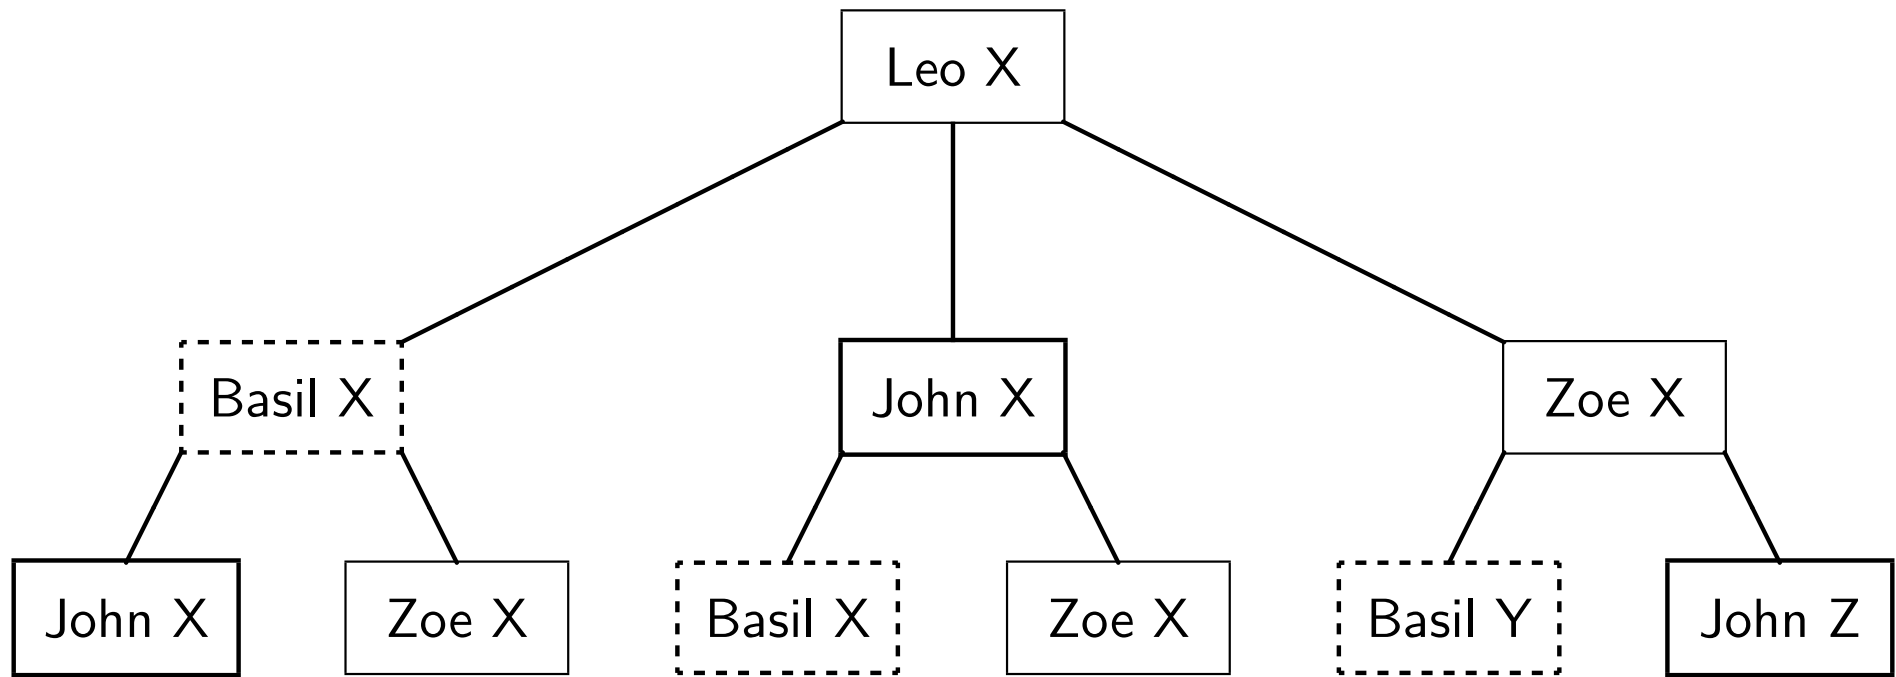 Leo X
Basil X
John X
Zoe X
John X
Zoe X
Basil X
Zoe X
Basil Y
John Z